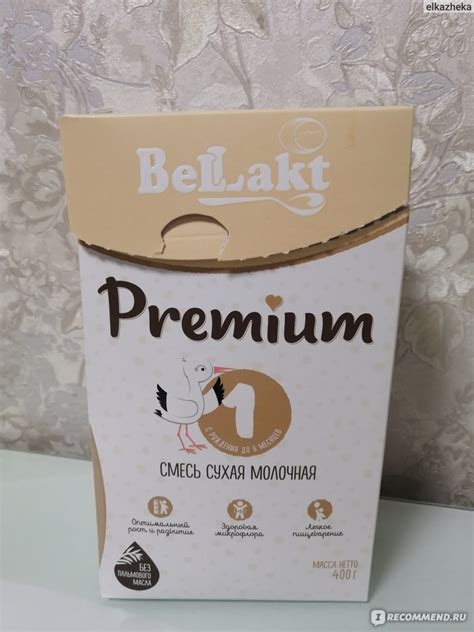 elkazheka
BeLLakt
Premium
1
С РОЖДЕНИЯ ДО 6 МЕСЯЦЕВ
СМЕСЬ СУХАЯ МОЛОЧНАЯ
Оптимальный
рост и развитие
Здоровая
микрофлора
Легкое
пищеварение
БЕЗ
ПАЛЬМОВОГО
МАСЛА
МАССА НЕТТО
400 г
I RECOMMEND.RU